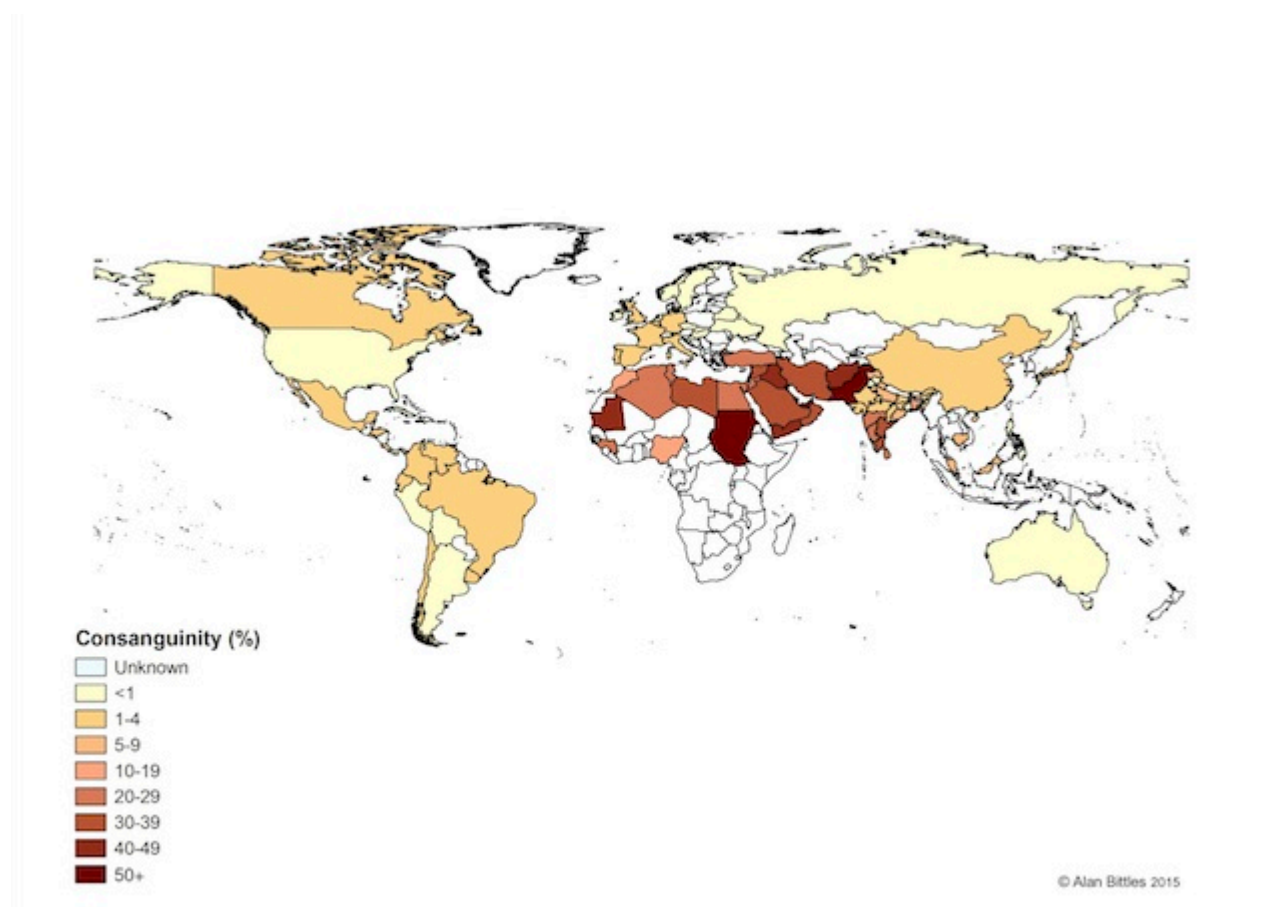 Consanguinity (%)
Unknown
<1
1-4
5-9
10-19
20-29
30-39
40-49
50+
© Alan Bittles 2015